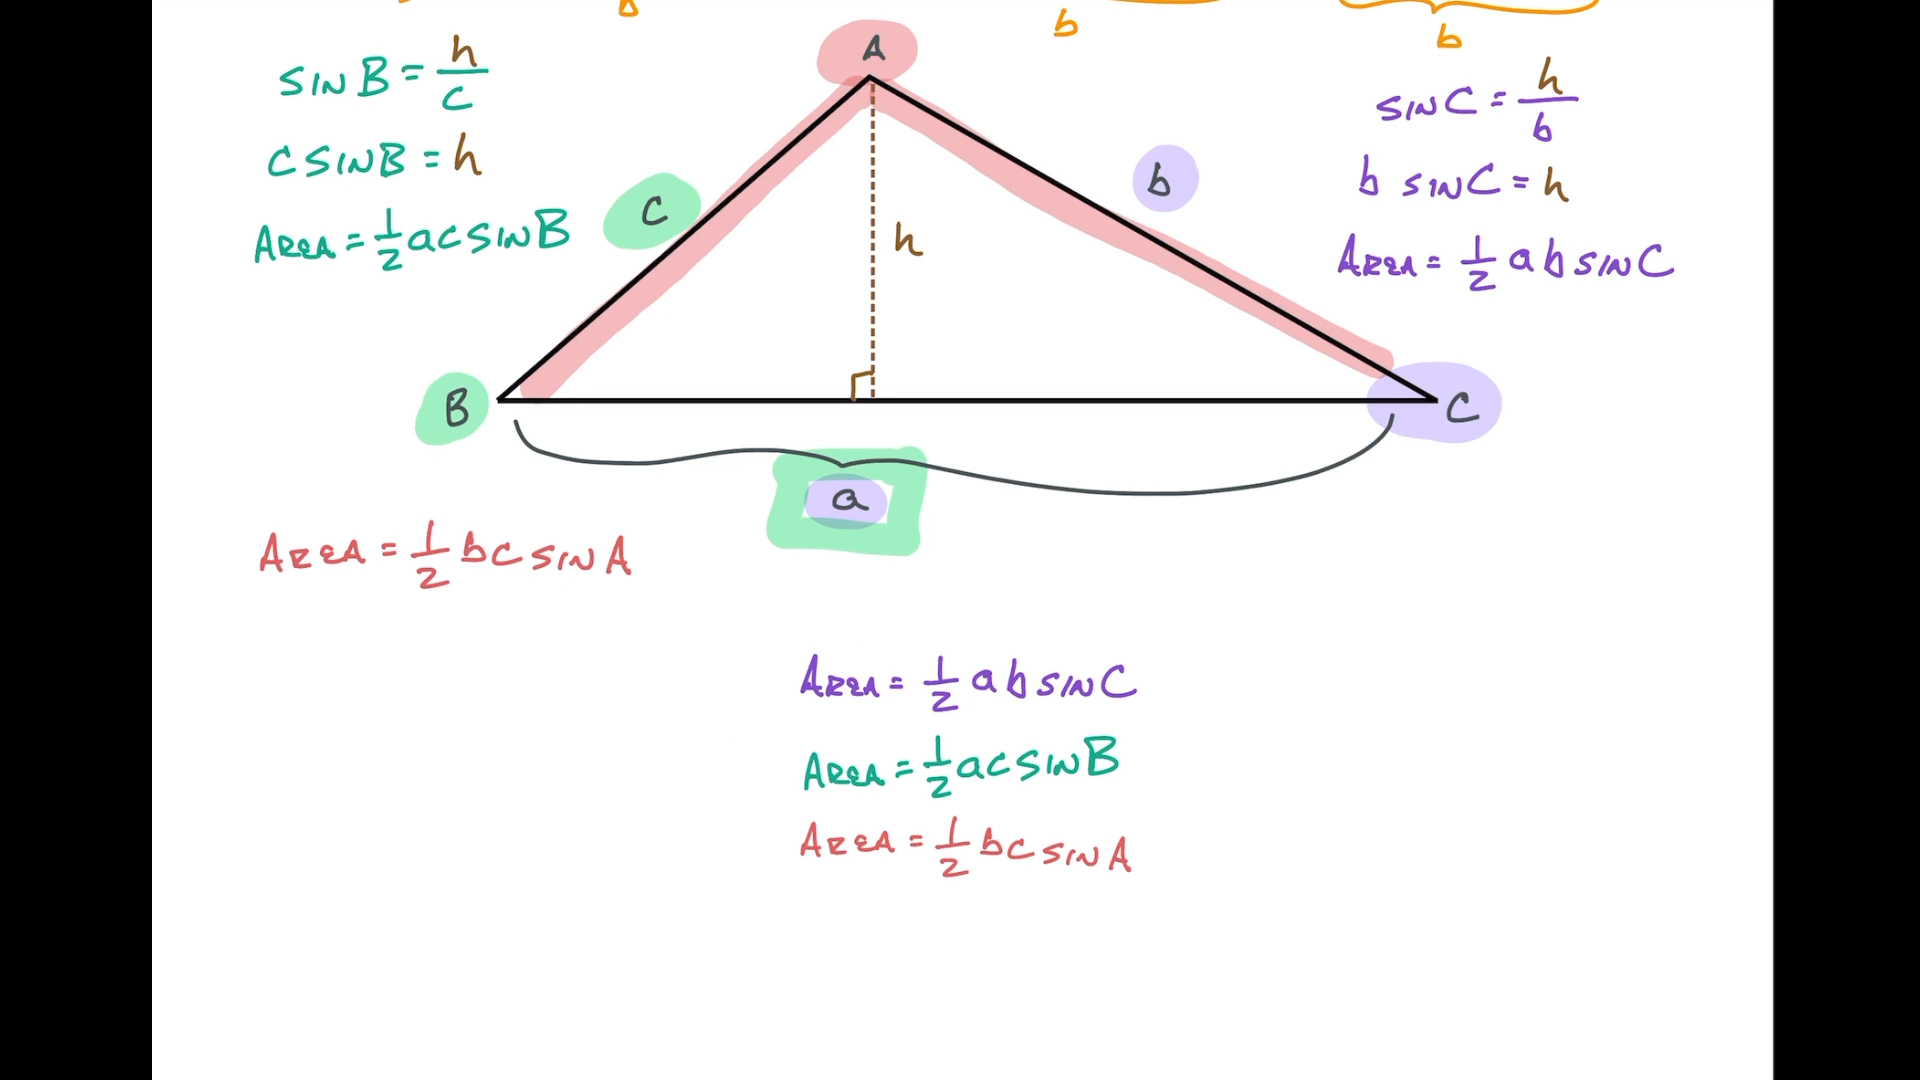 b
b
b
A
sin B = h/c
c sin B = h
Area = 1/2 ac sin B
c
h
b
sin C = h/b
b sin C = h
Area = 1/2 ab sin C
B
C
a
Area = 1/2 bc sin A
Area = 1/2 ab sin C
Area = 1/2 ac sin B
Area = 1/2 bc sin A